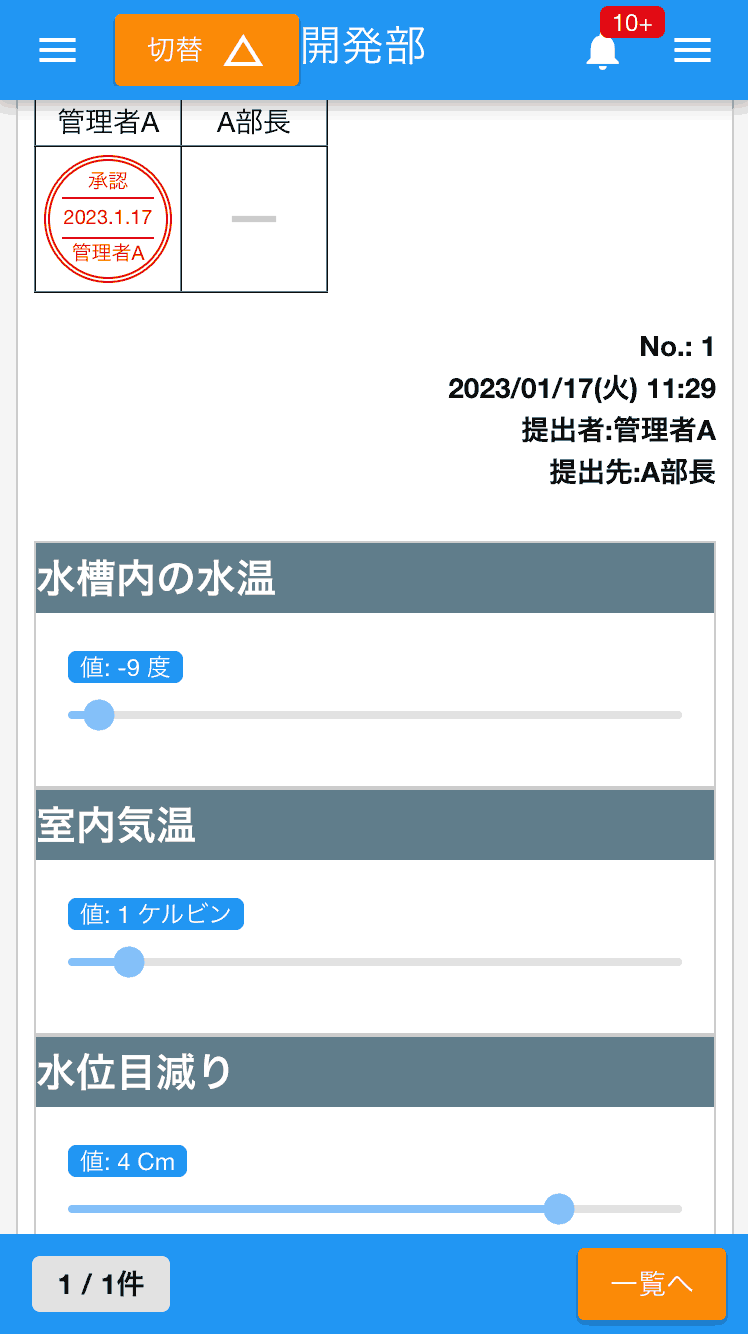 切替 開発部 10+
管理者A A部長
承認
2023.1.17
管理者A
No.: 1
2023/01/17(火) 11:29
提出者:管理者A
提出先:A部長
水槽内の水温
値: -9 度
室内気温
値: 1 ケルビン
水位目減り
値: 4 Cm
1 / 1件 一覧へ